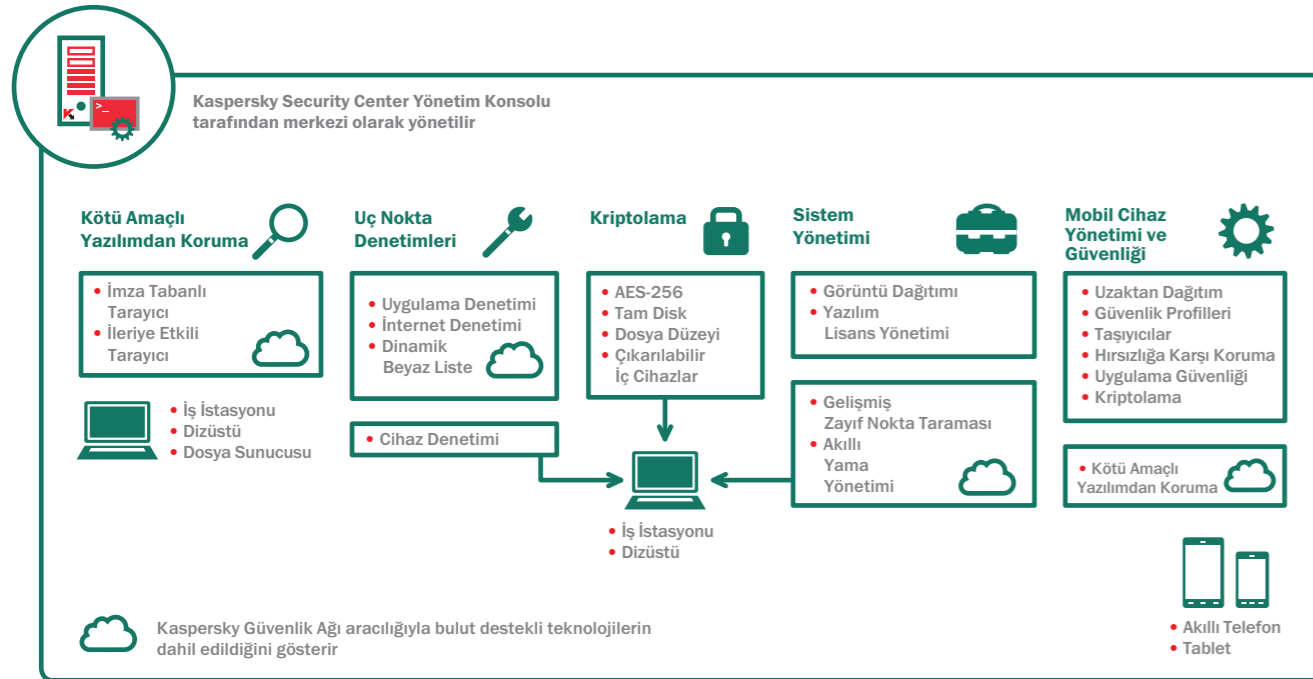 >_
Kaspersky Security Center Yönetim Konsolu
tarafından merkezi olarak yönetilir
Kötü Amaçlı
Yazılımdan Koruma
• İmza Tabanlı
Tarayıcı
• İleriye Etkili
Tarayıcı
• İş İstasyonu
• Dizüstü
• Dosya Sunucusu
Uç Nokta
Denetimleri
• Uygulama Denetimi
• İnternet Denetimi
• Dinamik
Beyaz Liste
• Cihaz Denetimi
Kriptolama
• AES-256
• Tam Disk
• Dosya Düzeyi
• Çıkarılabilir
İç Cihazlar
• İş İstasyonu
• Dizüstü
Sistem
Yönetimi
• Görüntü Dağıtımı
• Yazılım
Lisans Yönetimi
• Gelişmiş
Zayıf Nokta Taraması
• Akıllı
Yama
Yönetimi
Mobil Cihaz
Yönetimi ve
Güvenliği
• Uzaktan Dağıtım
• Güvenlik Profilleri
• Taşıyıcılar
• Hırsızlığa Karşı Koruma
• Uygulama Güvenliği
• Kriptolama
• Kötü Amaçlı
Yazılımdan Koruma
• Akıllı Telefon
• Tablet
Kaspersky Güvenlik Ağı aracılığıyla bulut destekli teknolojilerin
dahil edildiğini gösterir